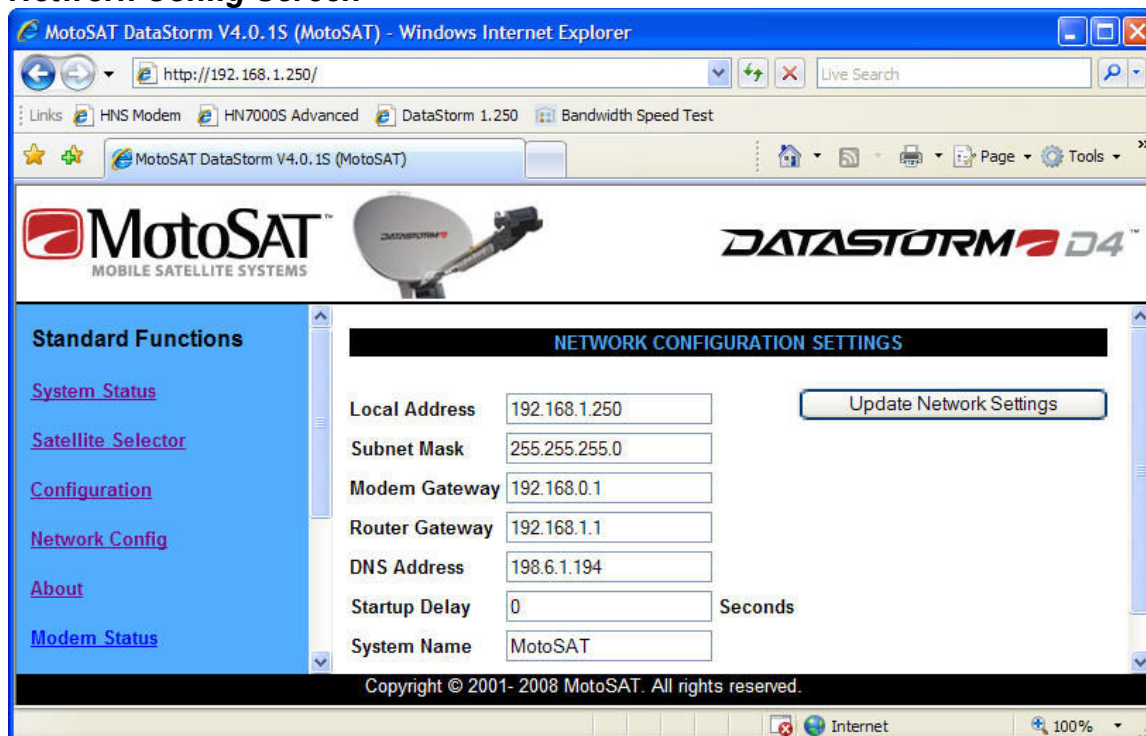 MotoSAT DataStorm V4.0.1S (MotoSAT) - Windows Internet Explorer
http://192.168.1.250/
Live Search
Links HNS Modem HN7000S Advanced DataStorm 1.250 Bandwidth Speed Test
MotoSAT DataStorm V4.0.1S (MotoSAT)
Page Tools
MotoSAT™
MOBILE SATELLITE SYSTEMS
DATASTORM
DATASTORM D4™
Standard Functions
System Status
Satellite Selector
Configuration
Network Config
About
Modem Status
NETWORK CONFIGURATION SETTINGS
Local Address 192.168.1.250
Update Network Settings
Subnet Mask 255.255.255.0
Modem Gateway 192.168.0.1
Router Gateway 192.168.1.1
DNS Address 198.6.1.194
Startup Delay 0 Seconds
System Name MotoSAT
Copyright © 2001- 2008 MotoSAT. All rights reserved.
Internet 100%